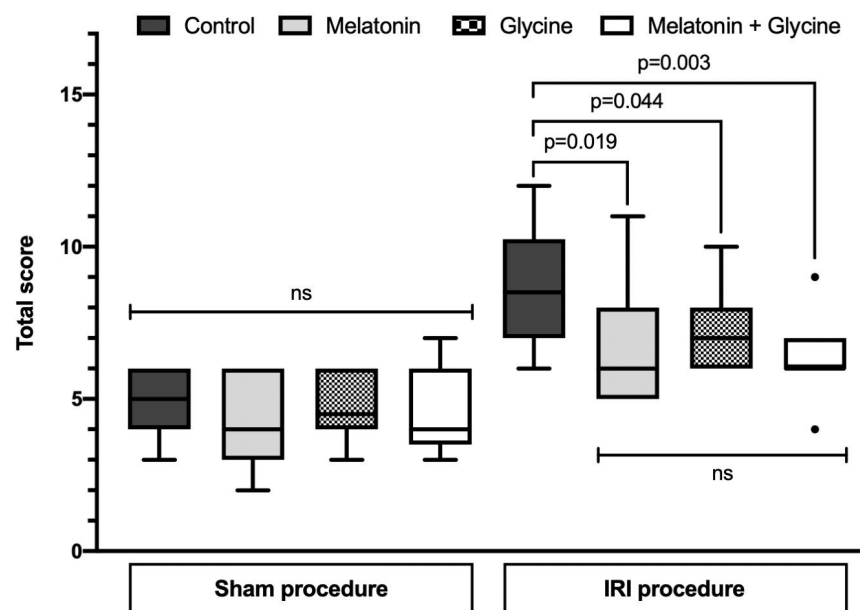 Control Melatonin Glycine Melatonin + Glycine
p=0.003
15
p=0.044
p=0.019
10
ns
Total score
5
ns
0
Sham procedure IRI procedure